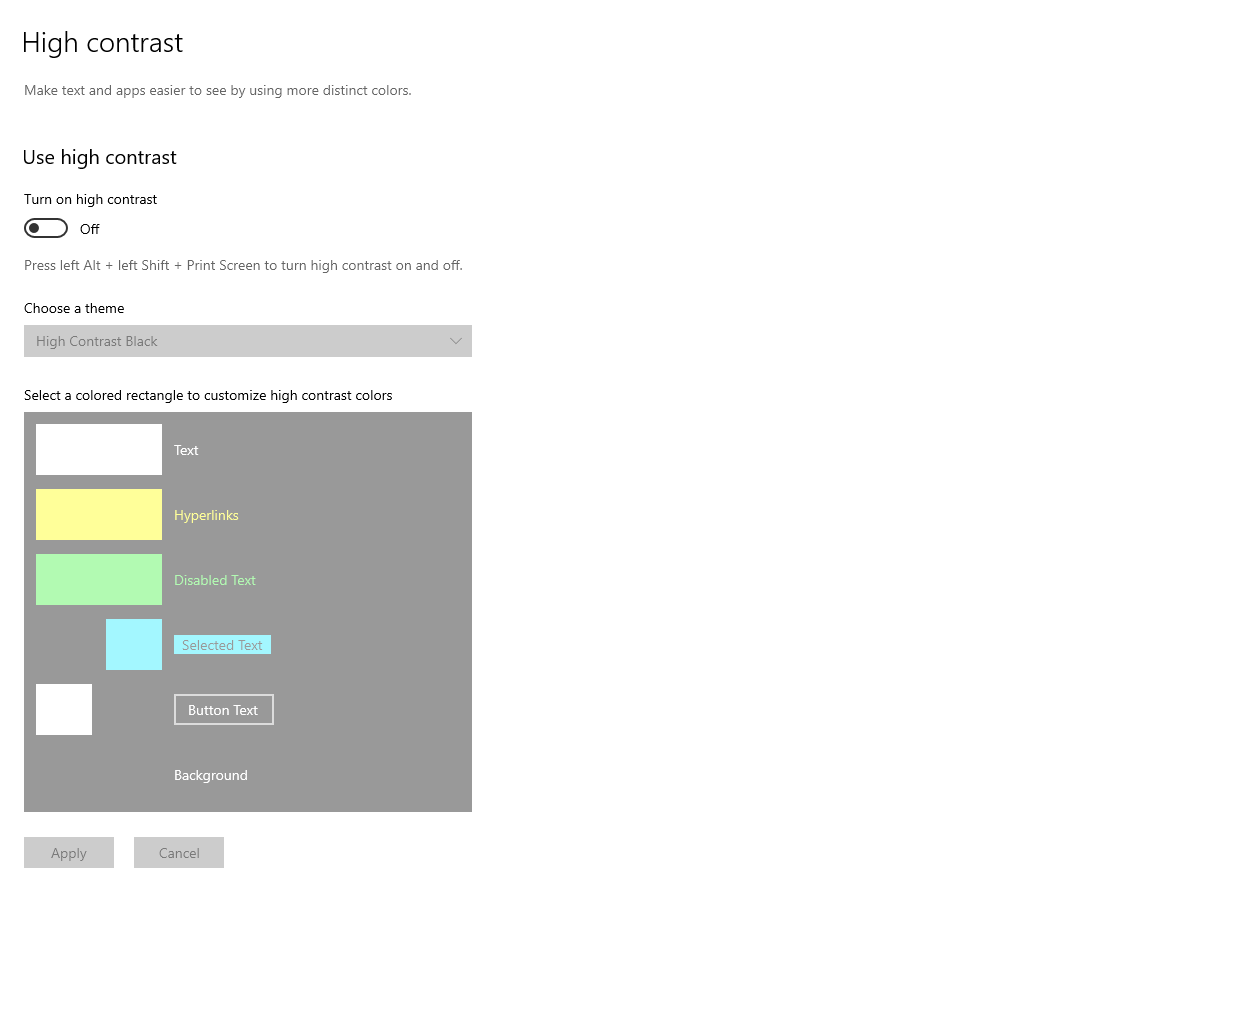 High contrast
Make text and apps easier to see by using more distinct colors.
Use high contrast
Turn on high contrast
Off
Press left Alt + left Shift + Print Screen to turn high contrast on and off.
Choose a theme
High Contrast Black
Select a colored rectangle to customize high contrast colors
Text
Hyperlinks
Disabled Text
Selected Text
Button Text
Background
Apply
Cancel